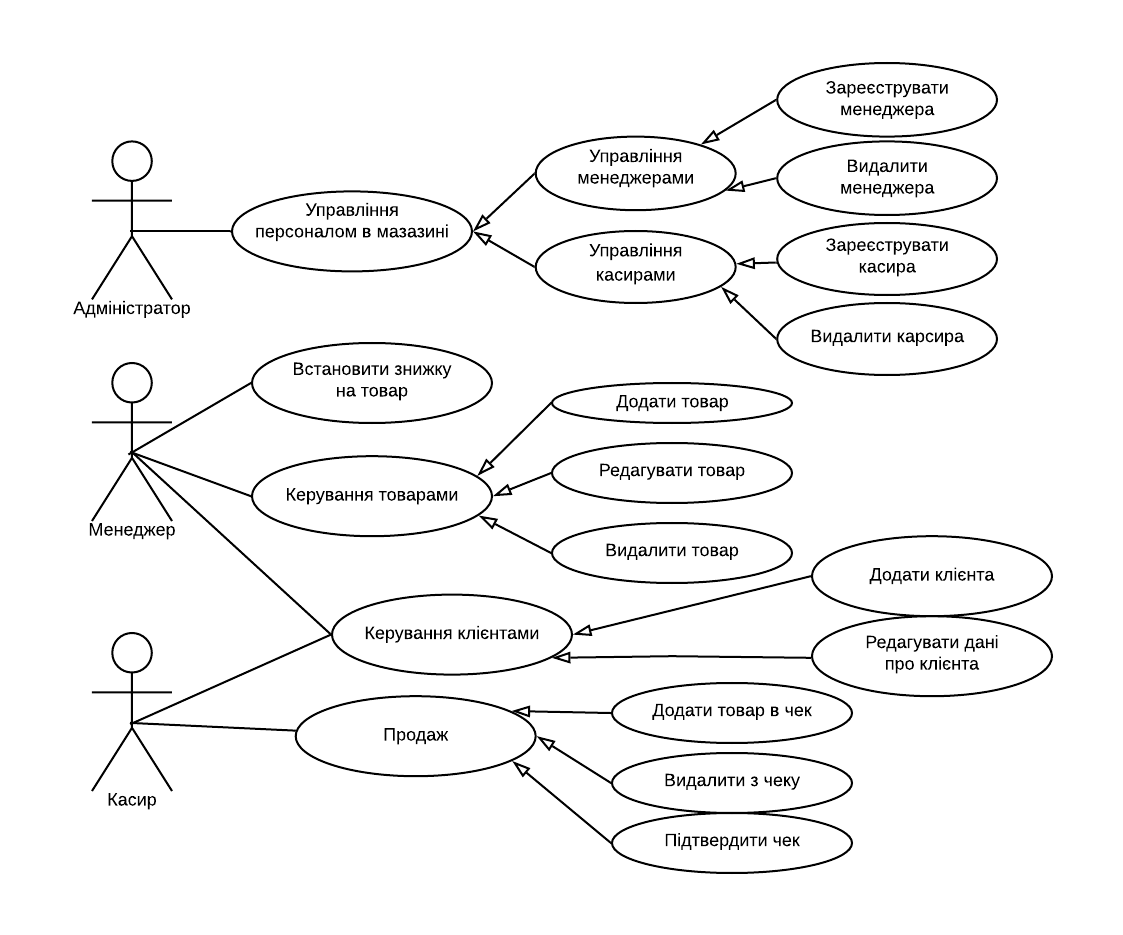 Зареєструвати
менеджера
Управління
менеджерами
Видалити
менеджера
Управління
персоналом в мазазині
Зареєструвати
касира
Управління
касирами
Адміністратор
Видалити карсира
Встановити знижку
на товар
Додати товар
Редагувати товар
Керування товарами
Менеджер
Видалити товар
Додати клієнта
Керування клієнтами
Редагувати дані
про клієнта
Додати товар в чек
Продаж
Видалити з чеку
Касир
Підтвердити чек